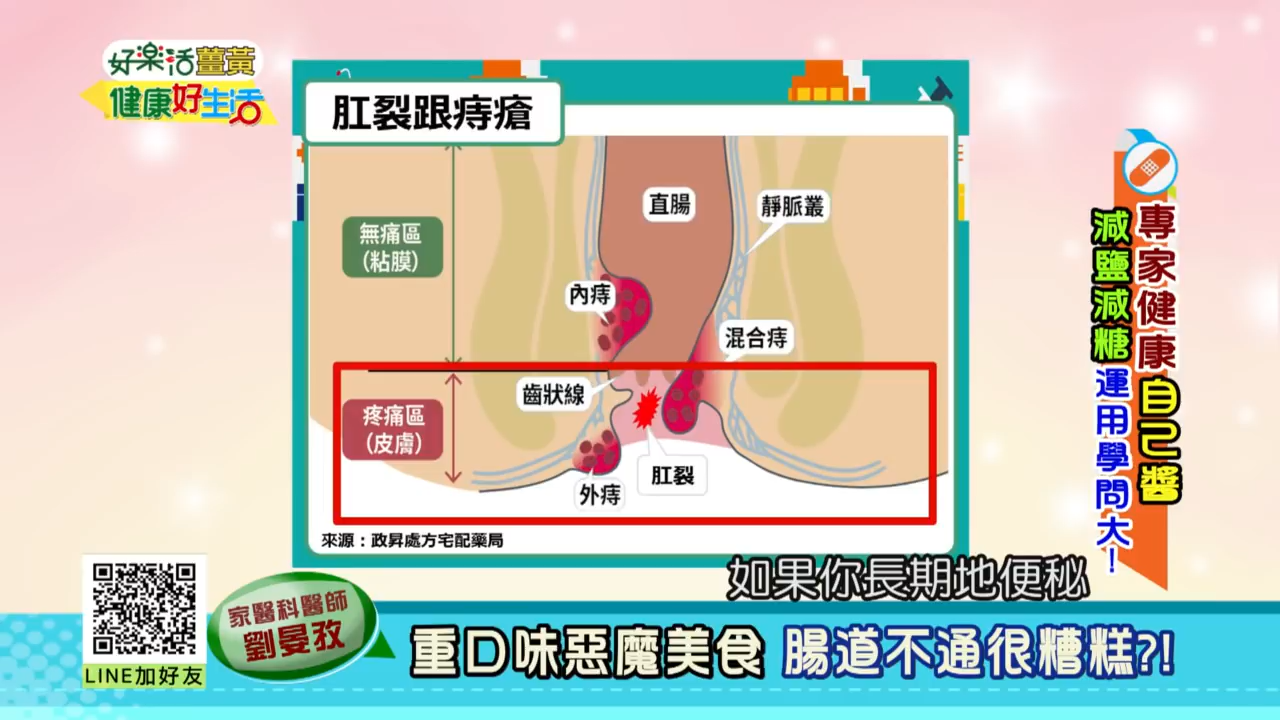 好樂活薑黃
健康好生活
肛裂跟痔瘡
無痛區
(粘膜)
直腸
靜脈叢
內痔
混合痔
齒狀線
疼痛區
(皮膚)
肛裂
外痔
來源：政昇處方宅配藥局
專家健康自己醬
減鹽減糖運用學問大！
如果你長期地便秘
LINE加好友
家醫科醫師
劉晏孜
重口味惡魔美食 腸道不通很糟糕?!